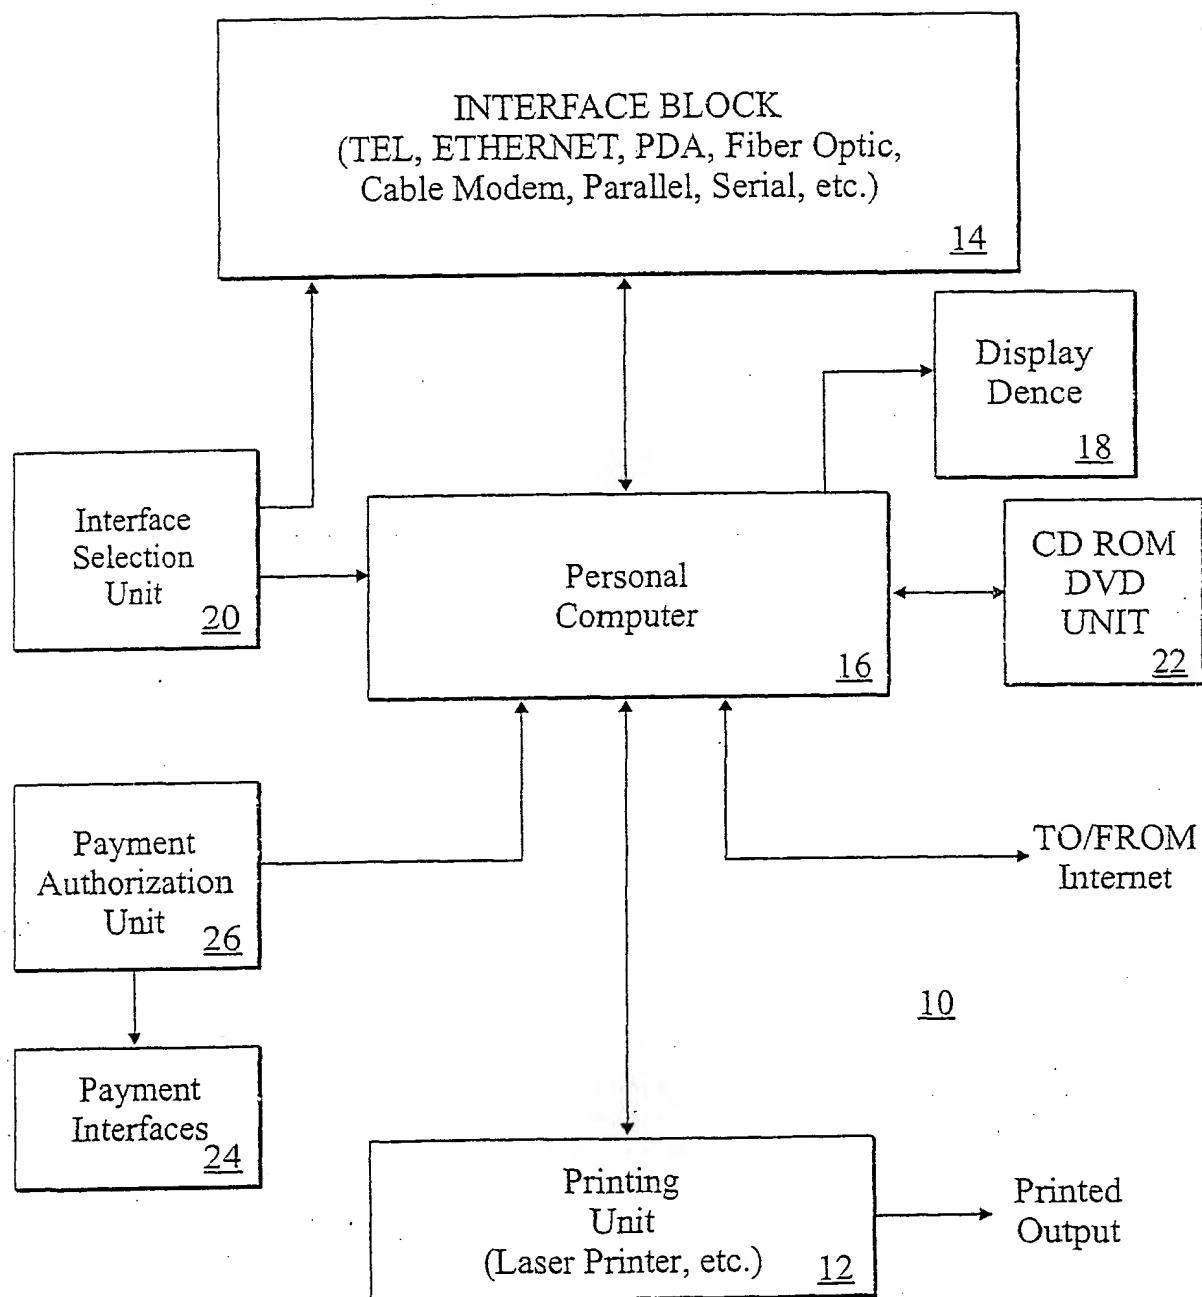 INTERFACE BLOCK
(TEL, ETHERNET, PDA, Fiber Optic,
Cable Modem, Parallel, Serial, etc.)
14
Display
Dence
18
Interface
Selection
Unit
20
Personal
Computer
16
CD ROM
DVD
UNIT
22
Payment
Authorization
Unit
26
TO/FROM
Internet
10
Payment
Interfaces
24
Printing
Unit
(Laser Printer, etc.)
12
Printed
Output